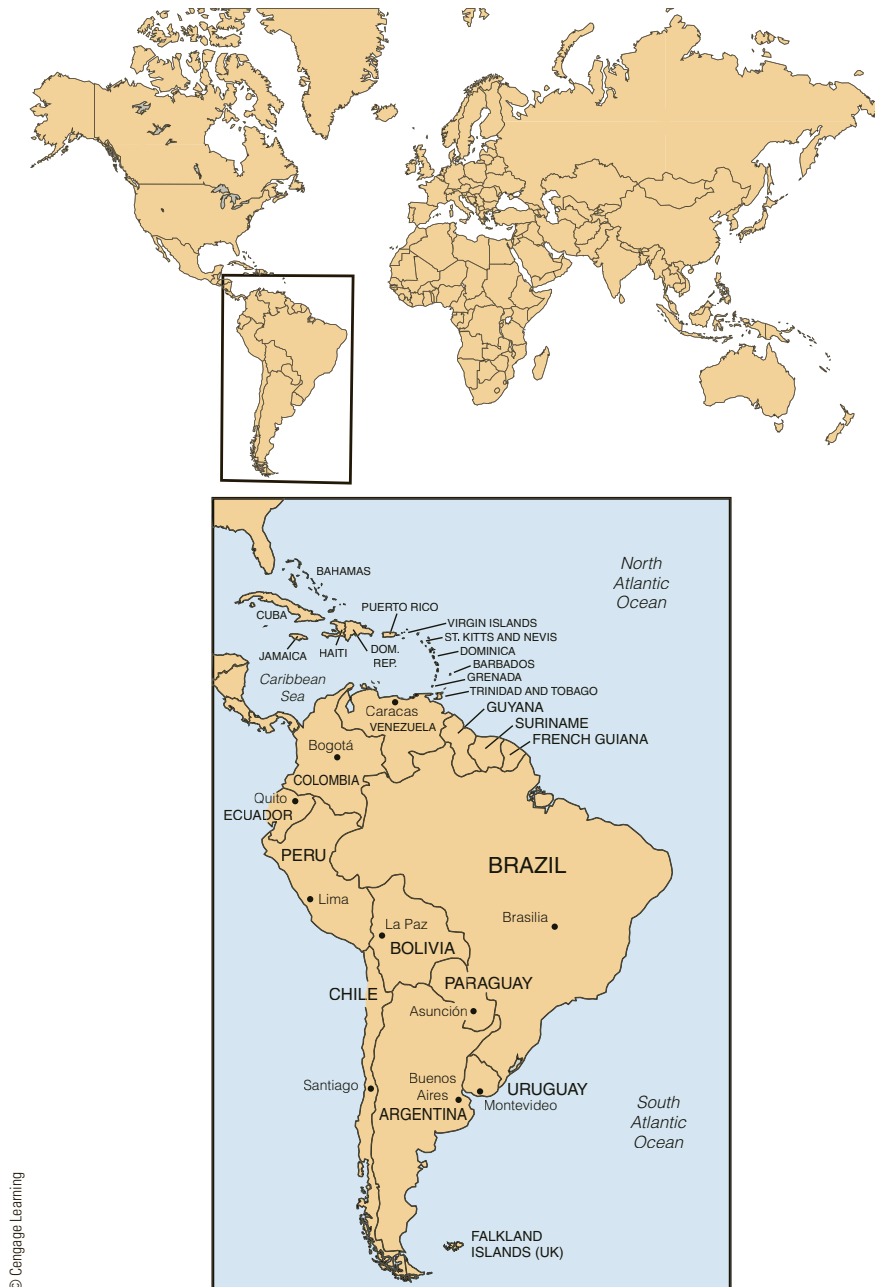 North
Atlantic
Ocean
BAHAMAS
CUBA
PUERTO RICO
VIRGIN ISLANDS
ST. KITTS AND NEVIS
JAMAICA
HAITI
DOM.
REP.
DOMINICA
BARBADOS
GRENADA
TRINIDAD AND TOBAGO
Caribbean
Sea
Caracas
VENEZUELA
GUYANA
SURINAME
FRENCH GUIANA
Bogotá
COLOMBIA
Quito
ECUADOR
PERU
BRAZIL
Lima
Brasilia
La Paz
BOLIVIA
PARAGUAY
CHILE
Asunción
Santiago
Buenos
Aires
URUGUAY
Montevideo
ARGENTINA
South
Atlantic
Ocean
FALKLAND
ISLANDS (UK)
© Cengage Learning